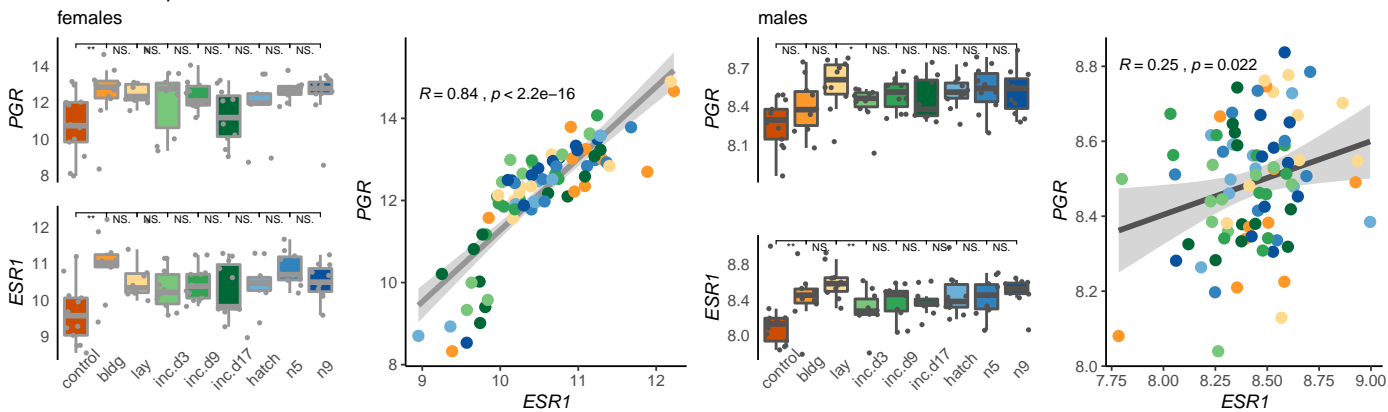 females
PGR
14
12
10
8
** NS. NS. NS. NS. NS. NS. NS.
ESR1
12
11
10
9
** NS. NS. NS. NS. NS. NS. NS.
control bldg lay inc.d3 inc.d9 inc.d17 hatch n5 n9
R = 0.84 , p < 2.2e−16
PGR
14
12
10
8
9 10 11 12
ESR1
males
PGR
8.7
8.4
8.1
NS. NS. * NS. NS. NS. NS. NS.
ESR1
8.8
8.4
8.0
** NS. ** NS. NS. NS. NS. NS.
control bldg lay inc.d3 inc.d9 inc.d17 hatch n5 n9
R = 0.25 , p = 0.022
PGR
8.8
8.6
8.4
8.2
8.0
7.75 8.00 8.25 8.50 8.75 9.00
ESR1